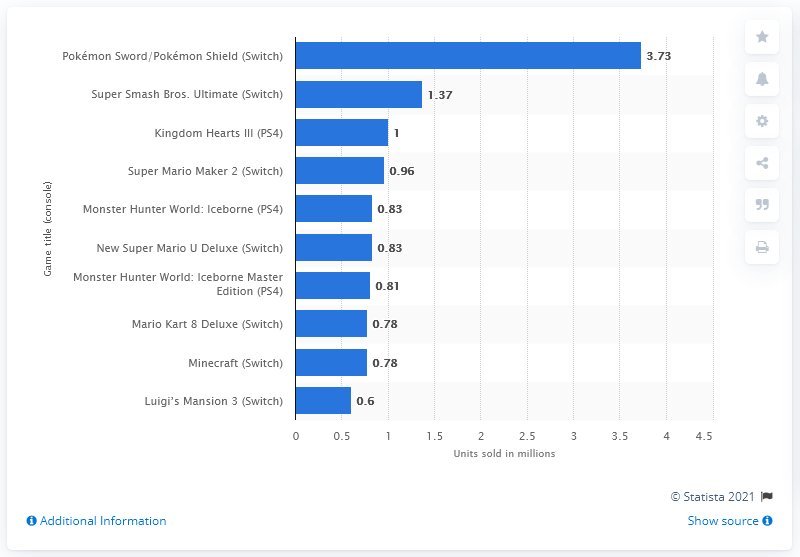 Pokémon Sword/Pokémon Shield (Switch)
3.73
Super Smash Bros. Ultimate (Switch)
1.37
Kingdom Hearts III (PS4)
1
Super Mario Maker 2 (Switch)
0.96
Monster Hunter World: Iceborne (PS4)
0.83
New Super Mario U Deluxe (Switch)
0.83
Monster Hunter World: Iceborne Master
Edition (PS4)
0.81
Mario Kart 8 Deluxe (Switch)
0.78
Minecraft (Switch)
0.78
Luigi's Mansion 3 (Switch)
0.6
Game title (console)
0 0.5 1 1.5 2 2.5 3 3.5 4 4.5
Units sold in millions
© Statista 2021
Additional Information
Show source